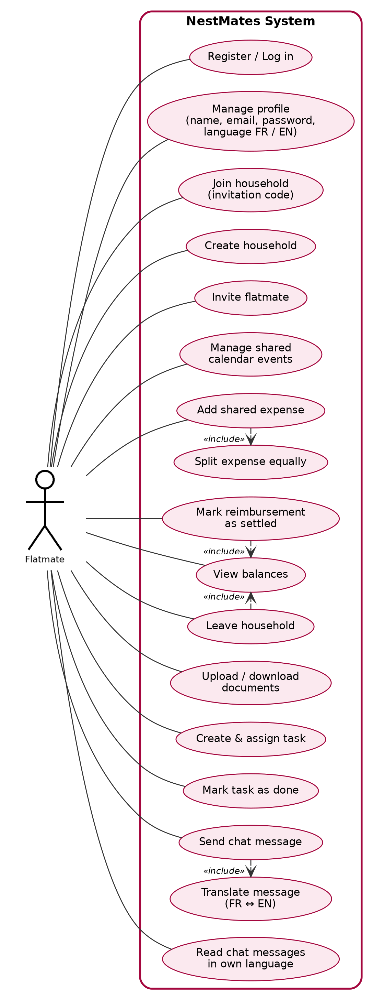 NestMates System
Register / Log in
Manage profile
(name, email, password,
language FR / EN)
Join household
(invitation code)
Create household
Invite flatmate
Manage shared
calendar events
Add shared expense
«include»
Split expense equally
Mark reimbursement
as settled
«include»
Flatmate
View balances
«include»
Leave household
Upload / download
documents
Create & assign task
Mark task as done
Send chat message
«include»
Translate message
(FR ↔ EN)
Read chat messages
in own language